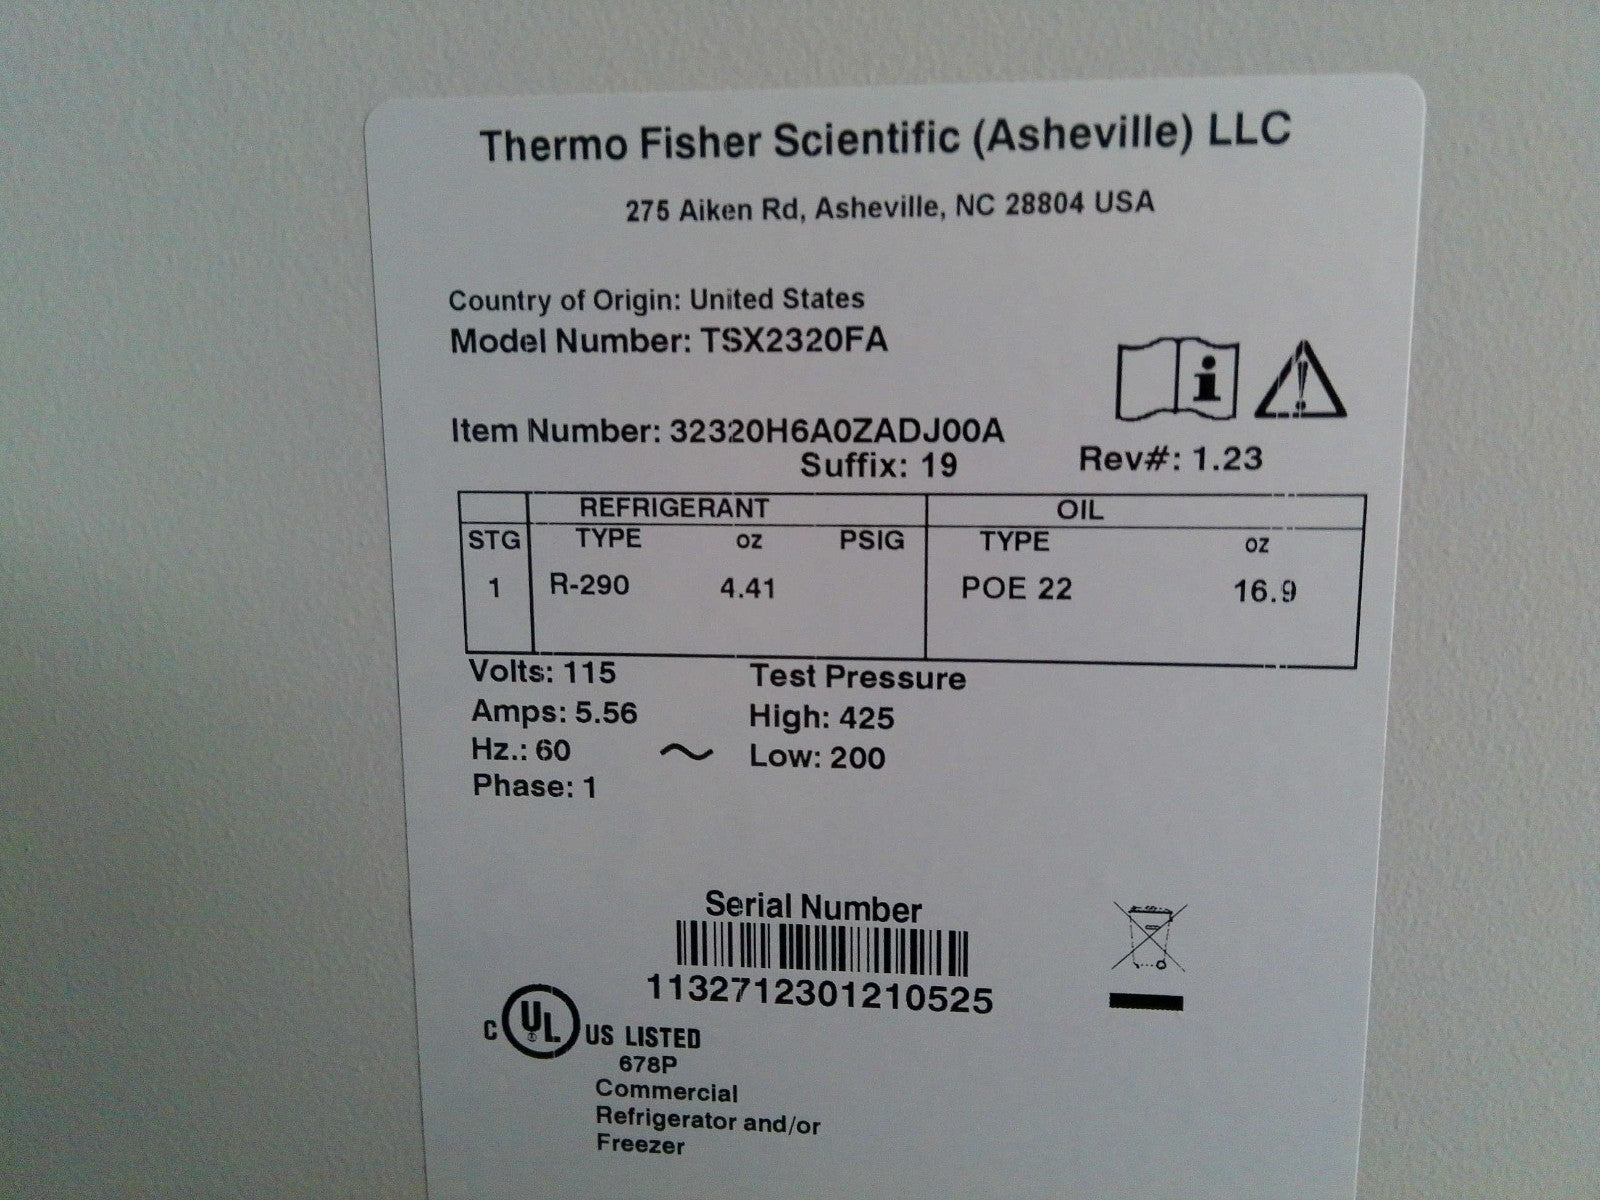 Thermo Fisher Scientific (Asheville) LLC
275 Aiken Rd, Asheville, NC 28804 USA
Country of Origin: United States
Model Number: TSX2320FA
Item Number: 32320H6A0ZADJ00A
Suffix: 19
Rev#: 1.23
REFRIGERANT OIL
STG TYPE oz PSIG TYPE oz
1 R-290 4.41 POE 22 16.9
Volts: 115
Amps: 5.56
Hz.: 60 ~
Phase: 1
Test Pressure
High: 425
Low: 200
Serial Number
1132712301210525
C UL US LISTED
678P
Commercial
Refrigerator and/or
Freezer